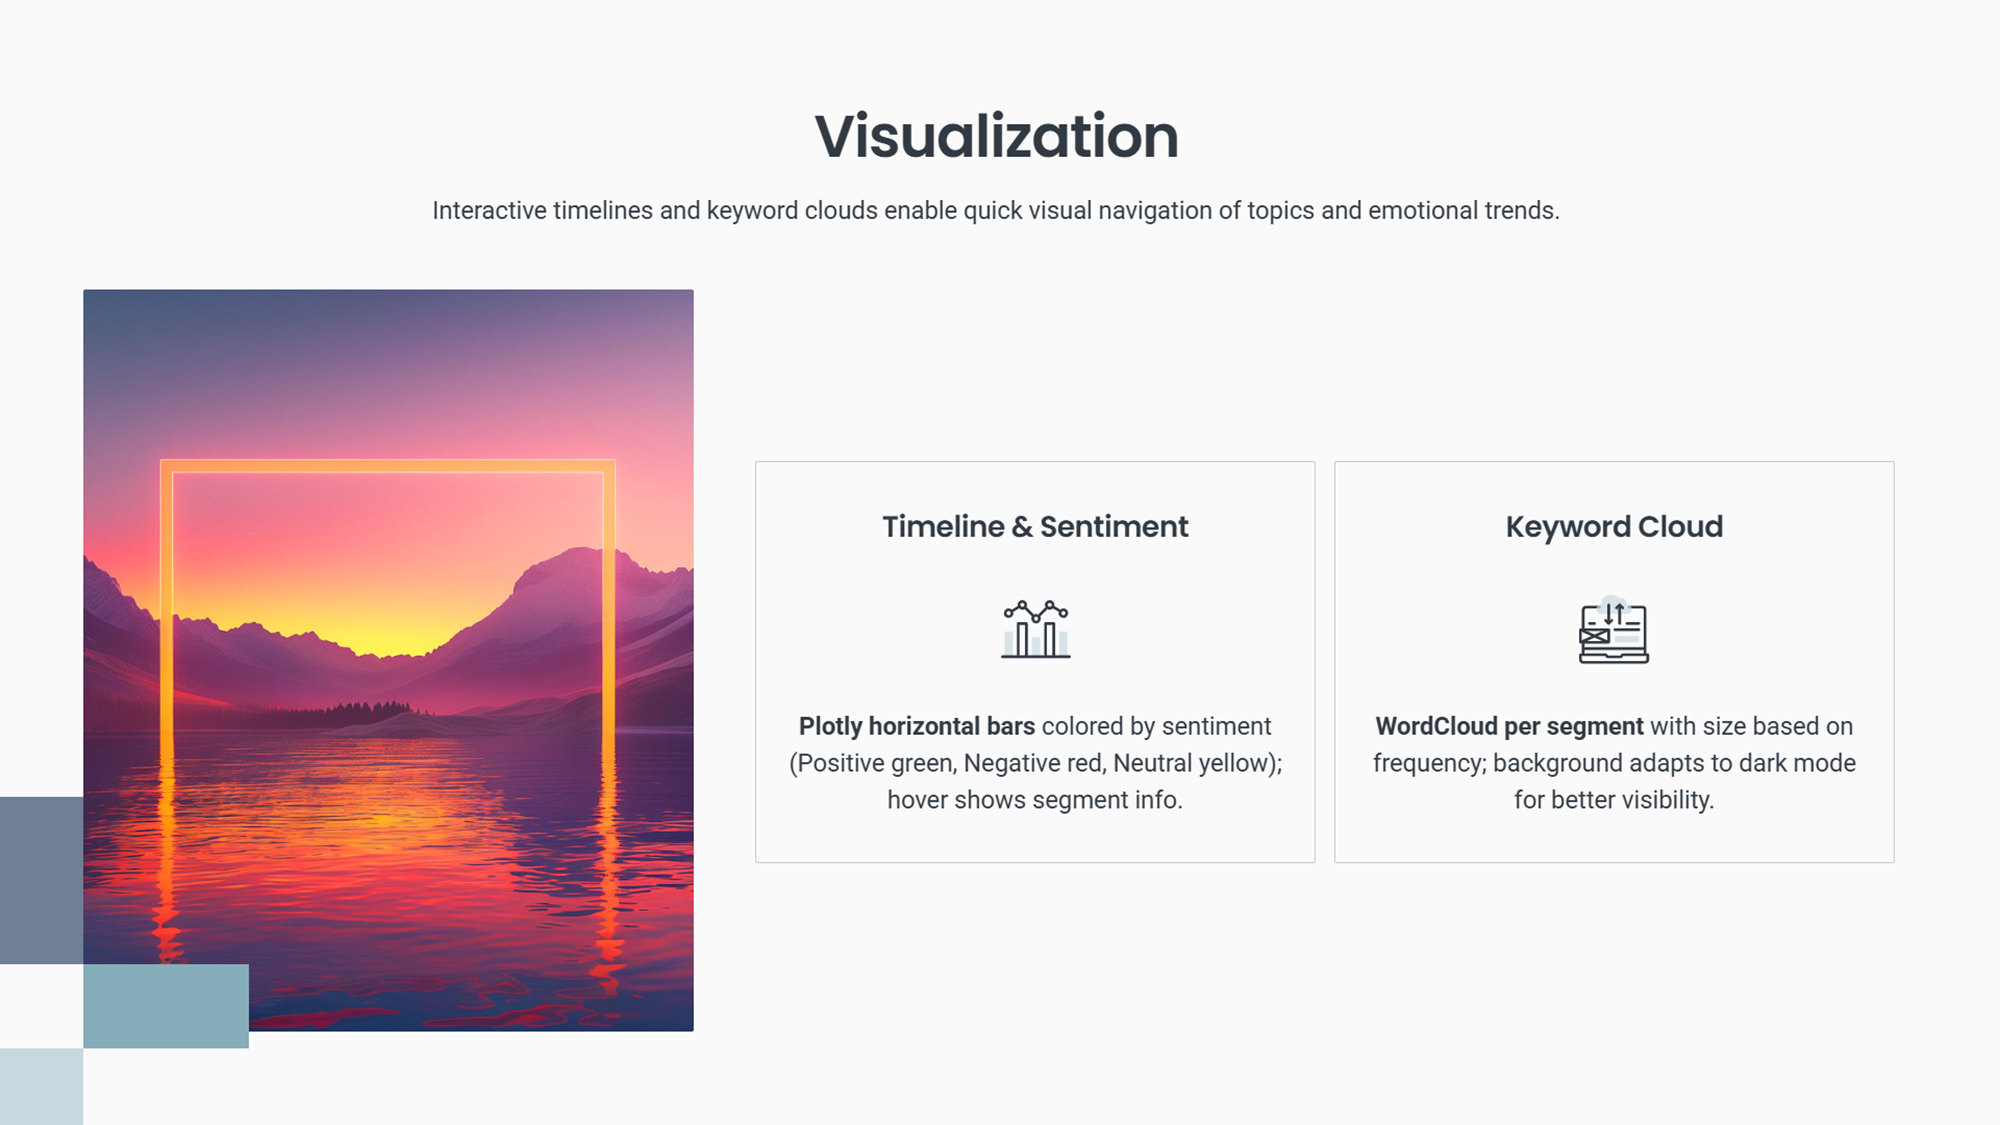 Visualization
Interactive timelines and keyword clouds enable quick visual navigation of topics and emotional trends.
Timeline & Sentiment
Plotly horizontal bars colored by sentiment
(Positive green, Negative red, Neutral yellow);
hover shows segment info.
Keyword Cloud
WordCloud per segment with size based on
frequency; background adapts to dark mode
for better visibility.